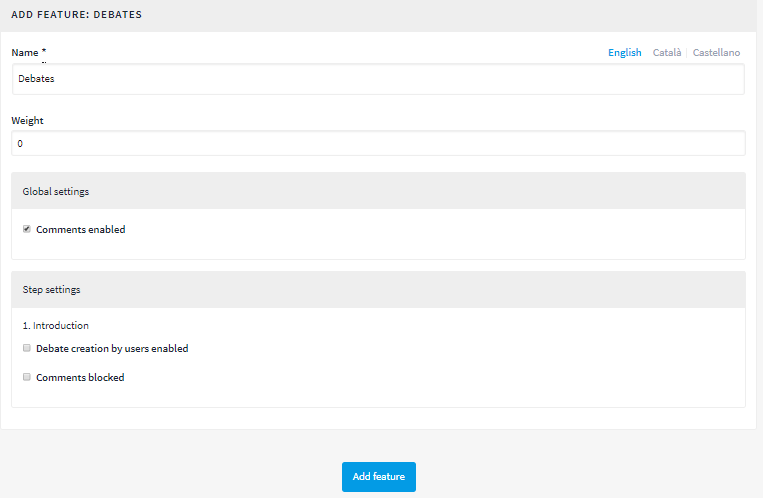 ADD FEATURE: DEBATES
Name *
English Català Castellano
Debates
Weight
0
Global settings
Comments enabled
Step settings
1. Introduction
Debate creation by users enabled
Comments blocked
Add feature